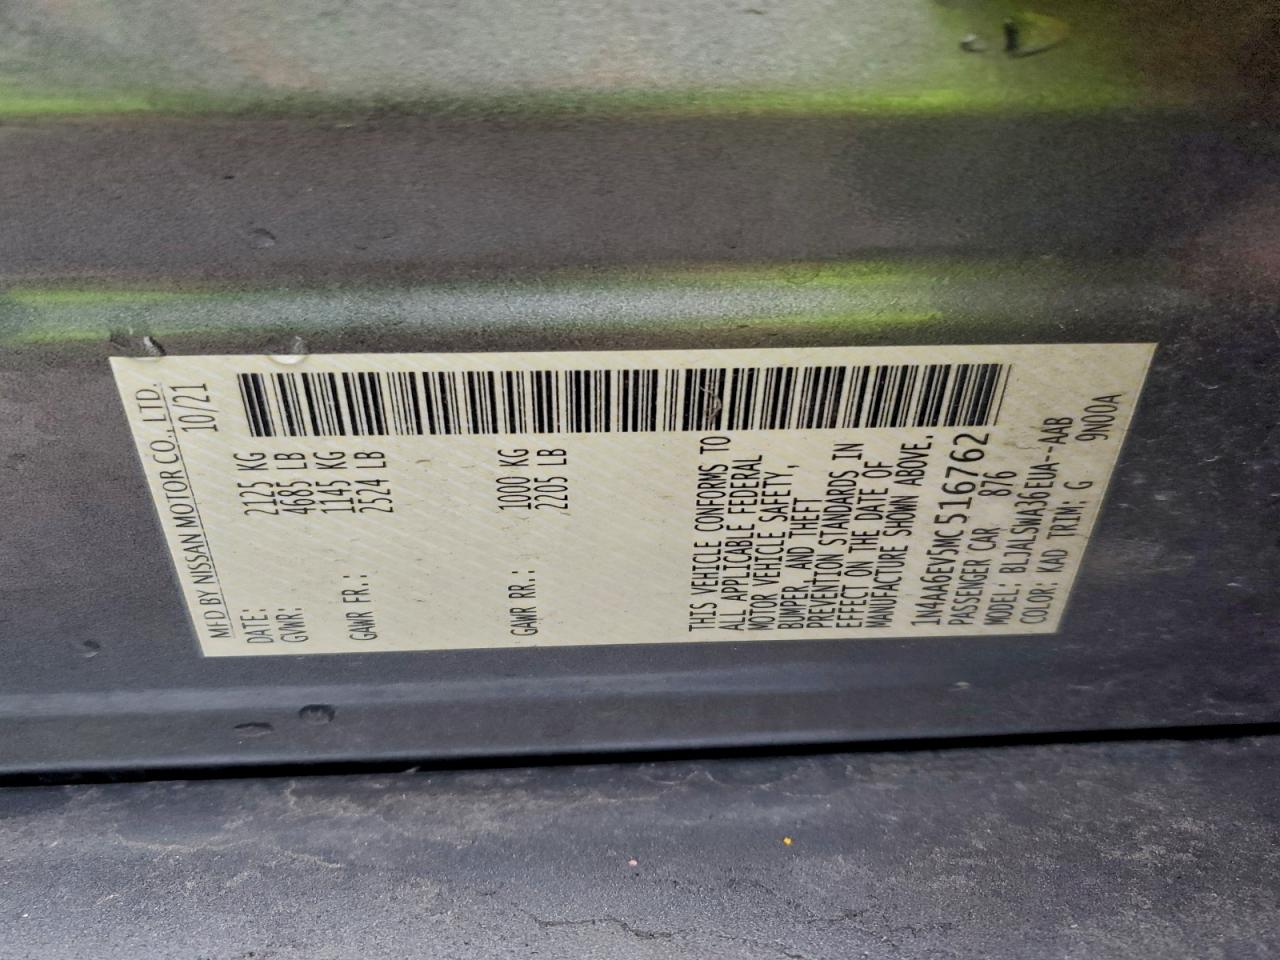 MFD BY NISSAN MOTOR CO., LTD.
DATE: 10/21
GVWR: 2125 KG
4685 LB
GAWR FR.: 1145 KG
2524 LB
GAWR RR.: 1000 KG
2205 LB
THIS VEHICLE CONFORMS TO
ALL APPLICABLE FEDERAL
MOTOR VEHICLE SAFETY,
BUMPER, AND THEFT
PREVENTION STANDARDS IN
EFFECT ON THE DATE OF
MANUFACTURE SHOWN ABOVE.
1N4AA6EV5NC516762
PASSENGER CAR 876
MODEL: BLJALSWA36EUA--AAB
COLOR: KAD TRIM: G 9N00A